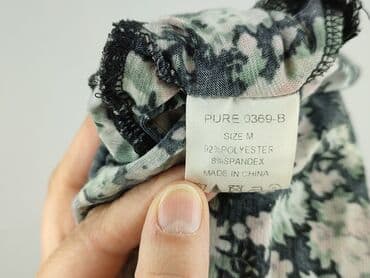 PURE 0369-B
SIZE M
92%POLYESTER
8%SPANDEX
MADE IN CHINA